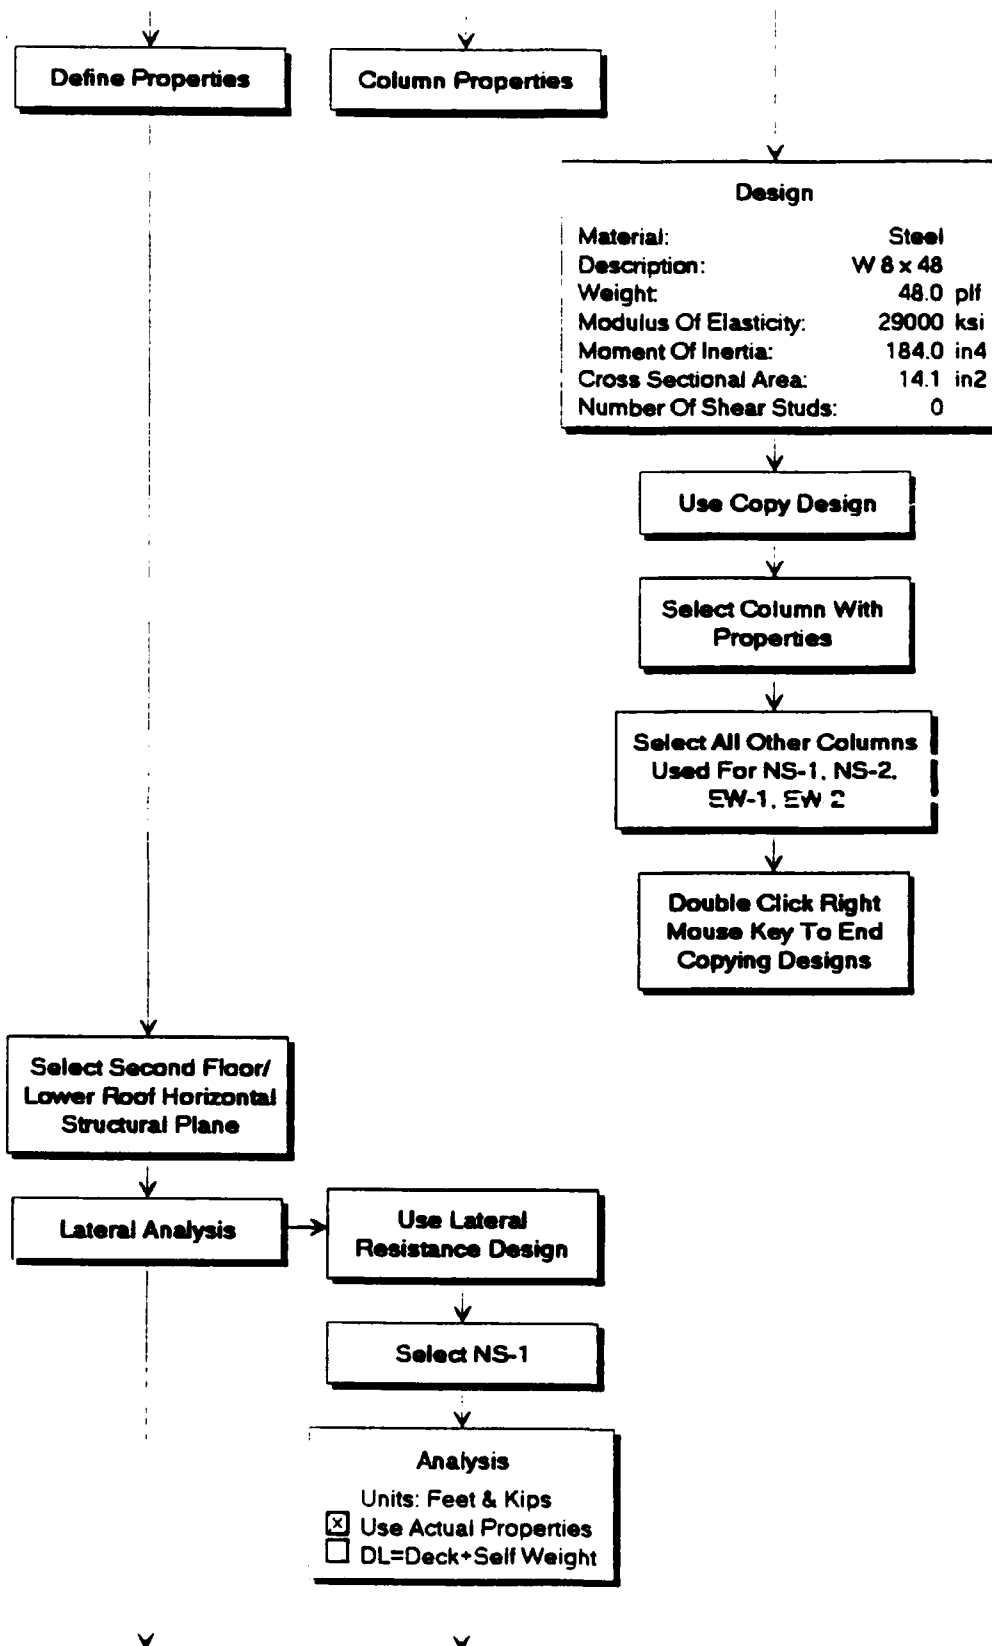 Define Properties
Column Properties
Design
Material: Steel
Description: W 8 x 48
Weight: 48.0 plf
Modulus Of Elasticity: 29000 ksi
Moment Of Inertia: 184.0 in4
Cross Sectional Area: 14.1 in2
Number Of Shear Studs: 0
Use Copy Design
Select Column With
Properties
Select All Other Columns
Used For NS-1, NS-2,
EW-1, EW 2
Double Click Right
Mouse Key To End
Copying Designs
Select Second Floor/
Lower Roof Horizontal
Structural Plane
Lateral Analysis
Use Lateral
Resistance Design
Select NS-1
Analysis
Units: Feet & Kips
x Use Actual Properties
DL=Deck+Self Weight